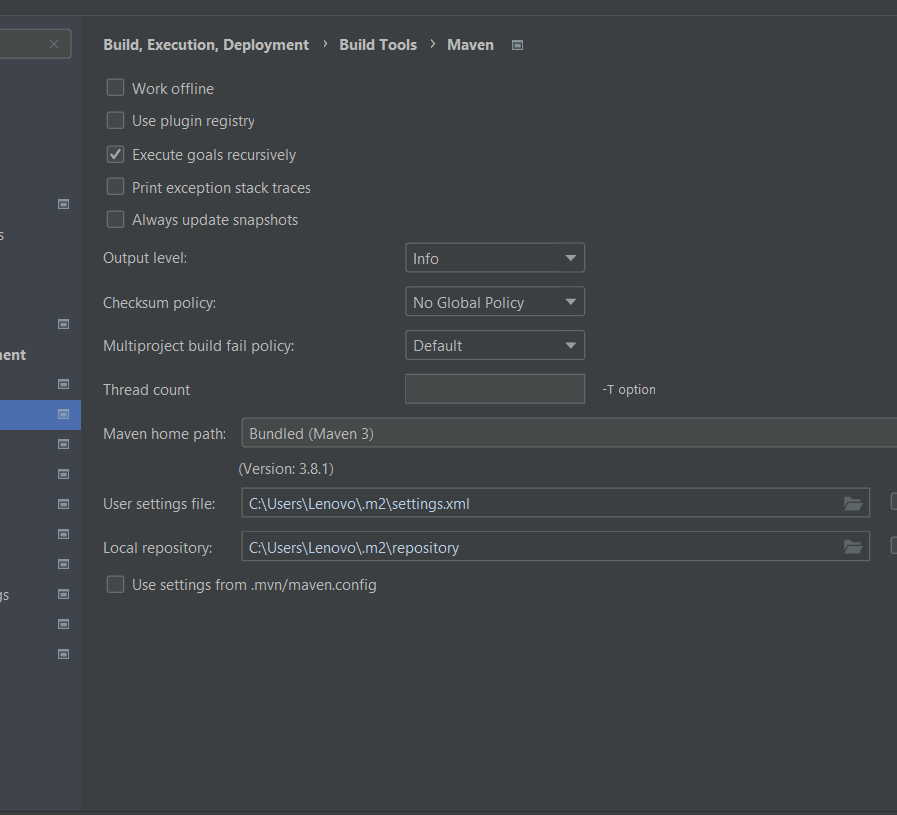 Build, Execution, Deployment › Build Tools › Maven
Work offline
Use plugin registry
Execute goals recursively
Print exception stack traces
Always update snapshots
s
Output level: Info
Checksum policy: No Global Policy
Multiproject build fail policy: Default
ent
Thread count -T option
Maven home path: Bundled (Maven 3)
(Version: 3.8.1)
User settings file: C:\Users\Lenovo\.m2\settings.xml
Local repository: C:\Users\Lenovo\.m2\repository
Use settings from .mvn/maven.config
gs